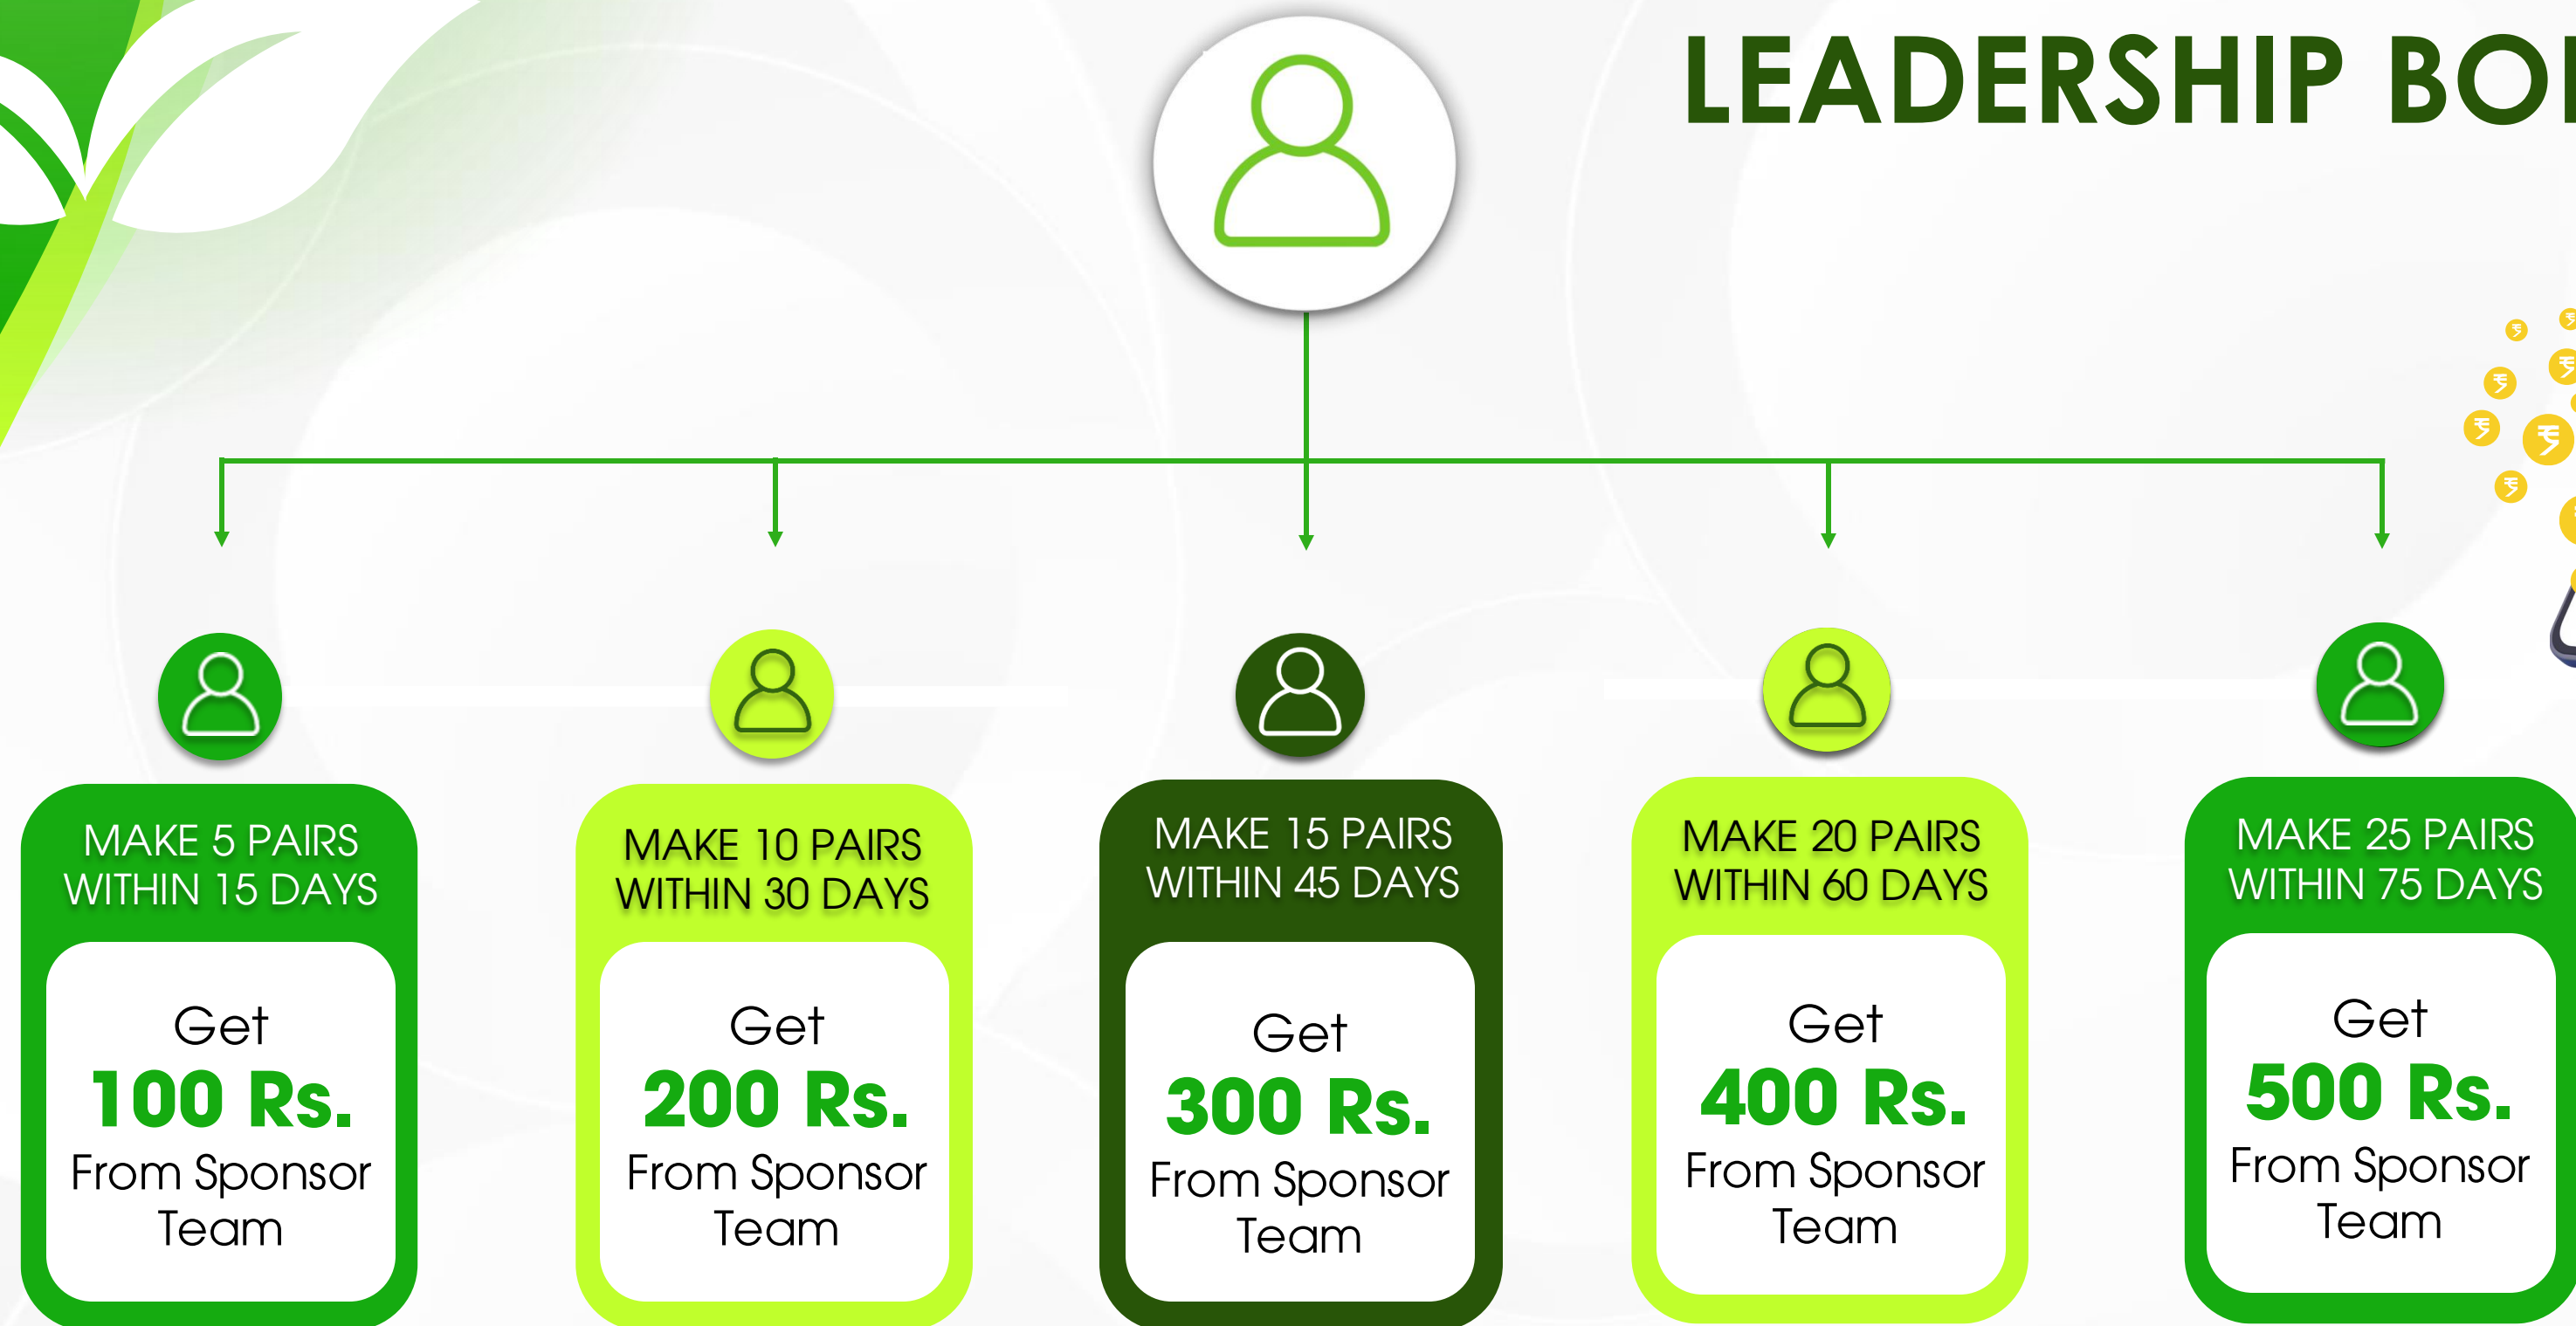 LEADERSHIP
MAKE 5 PAIRS
WITHIN 15 DAYS
Get
100 Rs.
From Sponsor
Team
MAKE 10 PAIRS
WITHIN 30 DAYS
Get
200 Rs.
From Sponsor
Team
MAKE 15 PAIRS
WITHIN 45 DAYS
Get
300 Rs.
From Sponsor
Team
MAKE 20 PAIRS
WITHIN 60 DAYS
Get
400 Rs.
From Sponsor
Team
MAKE 25 PAIRS
WITHIN 75 DAYS
Get
500 Rs.
From Sponsor
Team